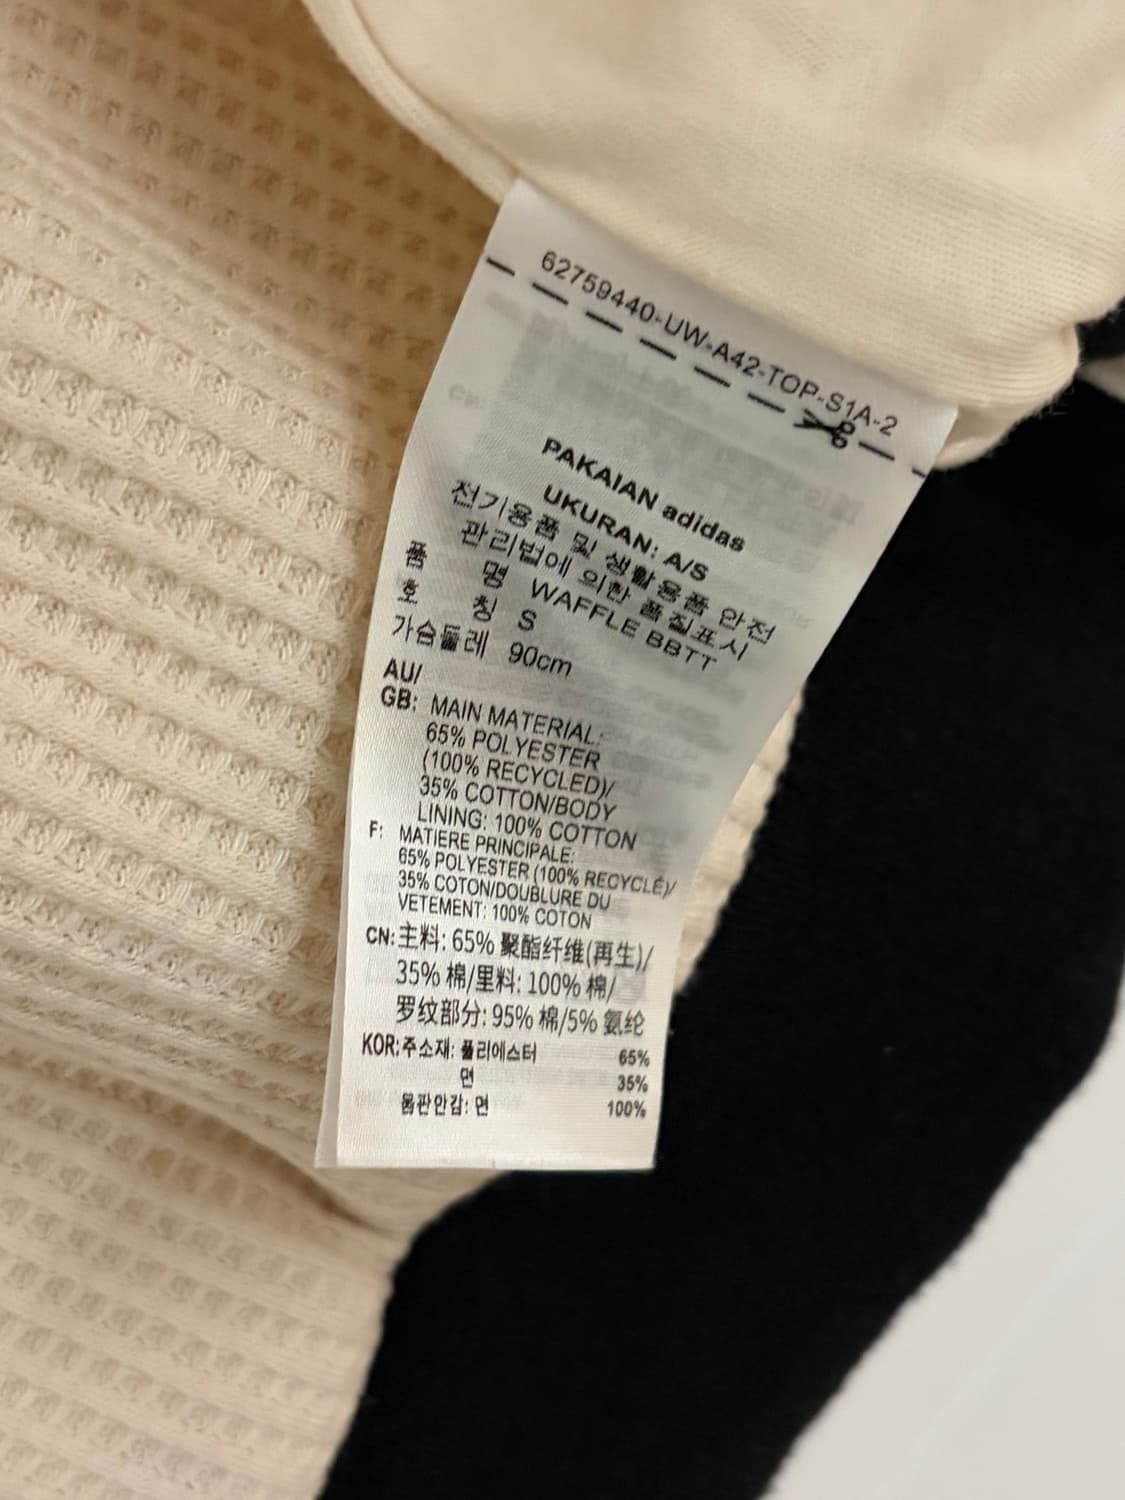 62759440-UW-A42-TOP-S1A-2
PAKAIAN adidas
UKURAN: A/S
전기용품 및 생활용품 안전
관리법에 의한 품질표시
품 명 WAFFLE BBTT
호 칭 S
가슴둘레 90cm
AU/
GB: MAIN MATERIAL:
65% POLYESTER
(100% RECYCLED)/
35% COTTON/BODY
LINING: 100% COTTON
F: MATIERE PRINCIPALE:
65% POLYESTER (100% RECYCLÉ)/
35% COTON/DOUBLURE DU
VETEMENT: 100% COTON
CN: 主料: 65% 聚酯纤维(再生)/
35% 棉/里料: 100% 棉/
罗纹部分: 95% 棉/5% 氨纶
KOR: 주소재: 폴리에스터 65%
면 35%
몸판안감: 면 100%